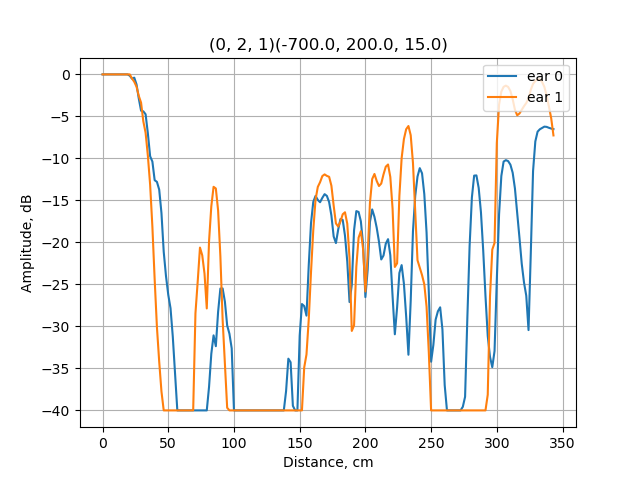 (0, 2, 1)(-700.0, 200.0, 15.0)
ear 0
ear 1
0
−5
−10
−15
−20
−25
−30
−35
−40
Amplitude, dB
0 50 100 150 200 250 300 350
Distance, cm